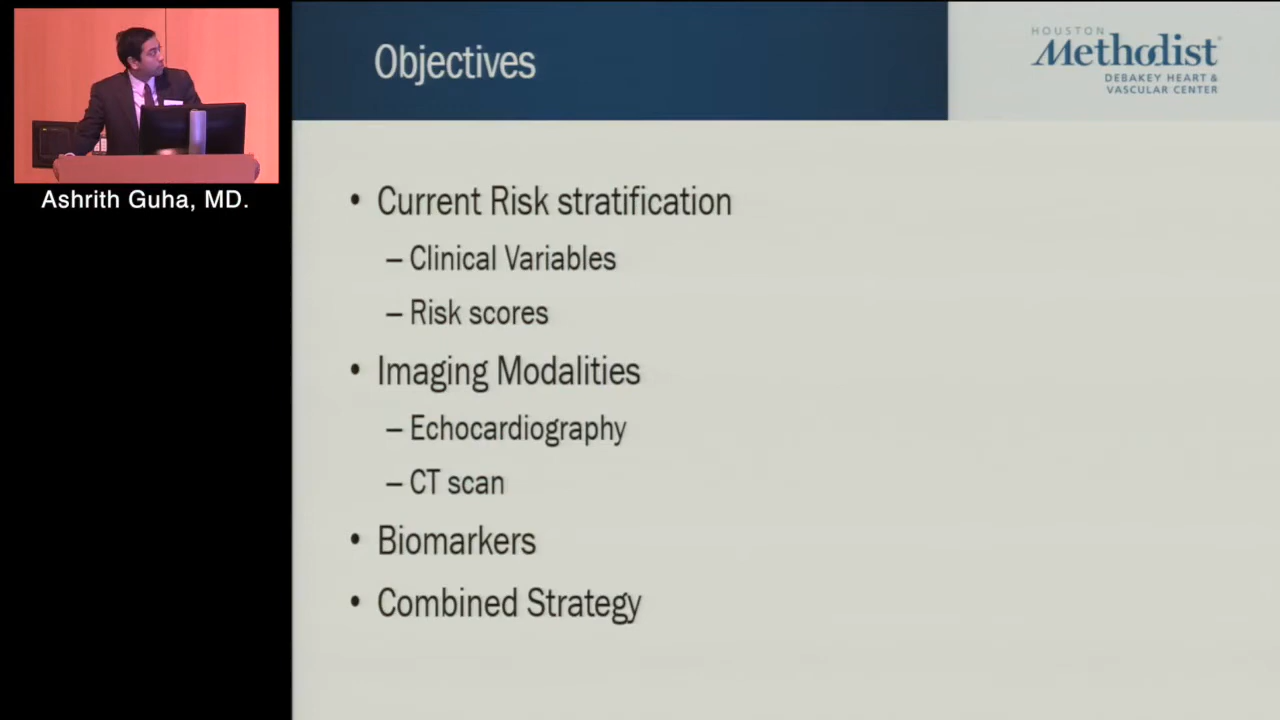 Objectives
HOUSTON
Methodist
DEBAKEY HEART &
VASCULAR CENTER
Ashrith Guha, MD.
• Current Risk stratification
– Clinical Variables
– Risk scores
• Imaging Modalities
– Echocardiography
– CT scan
• Biomarkers
• Combined Strategy